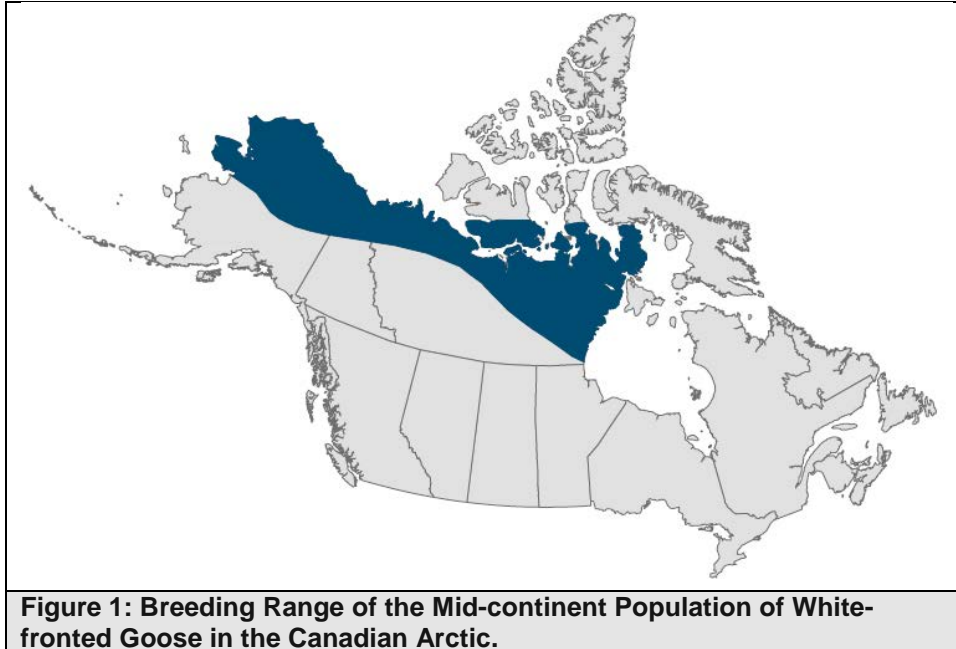 Figure 1: Breeding Range of the Mid-continent Population of White-
fronted Goose in the Canadian Arctic.